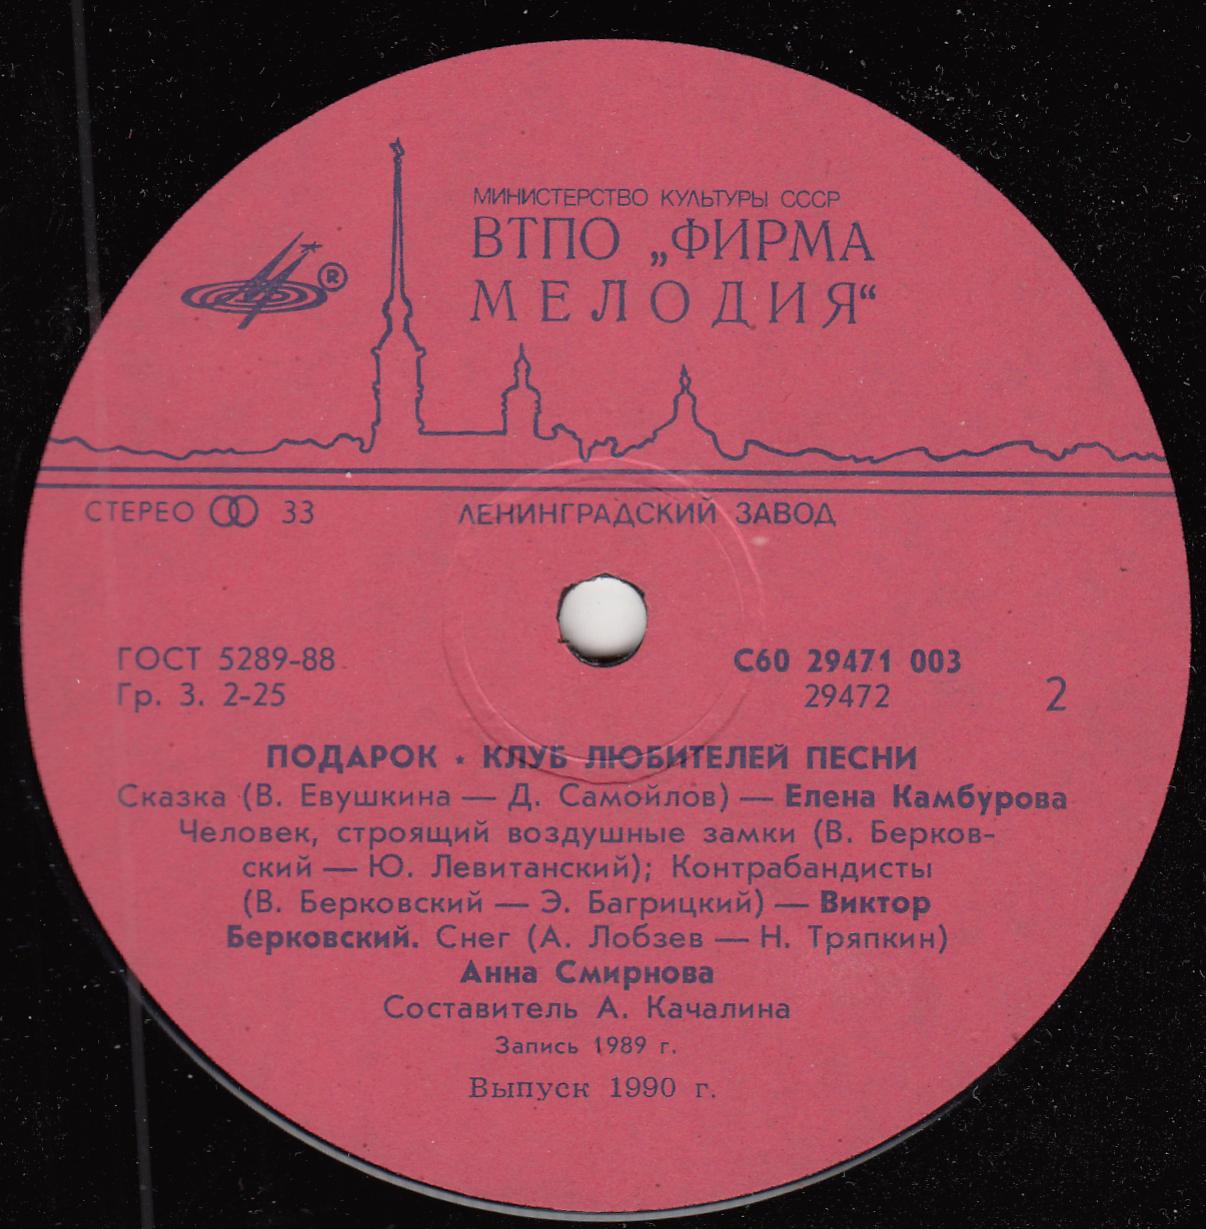 МИНИСТЕРСТВО КУЛЬТУРЫ СССР
ВТПО „ФИРМА
МЕЛОДИЯ“
®
СТЕРЕО 33
ЛЕНИНГРАДСКИЙ ЗАВОД
ГОСТ 5289-88
Гр. 3. 2-25
С60 29471 003
29472
2
ПОДАРОК ⋆ КЛУБ ЛЮБИТЕЛЕЙ ПЕСНИ
Сказка (В. Евушкина — Д. Самойлов) — Елена Камбурова
Человек, строящий воздушные замки (В. Берков-
ский — Ю. Левитанский); Контрабандисты
(В. Берковский — Э. Багрицкий) — Виктор
Берковский. Снег (А. Лобзев — Н. Тряпкин)
Анна Смирнова
Составитель А. Качалина
Запись 1989 г.
Выпуск 1990 г.